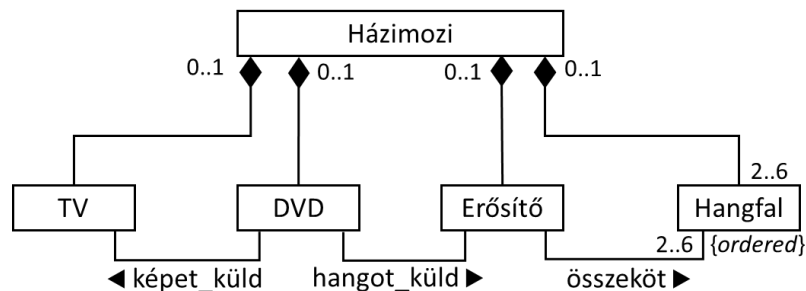 Házimozi
0..1 0..1 0..1 0..1
2..6
TV DVD Erősítő Hangfal
2..6 {ordered}
◀ képet_küld hangot_küld ▶ összeköt ▶